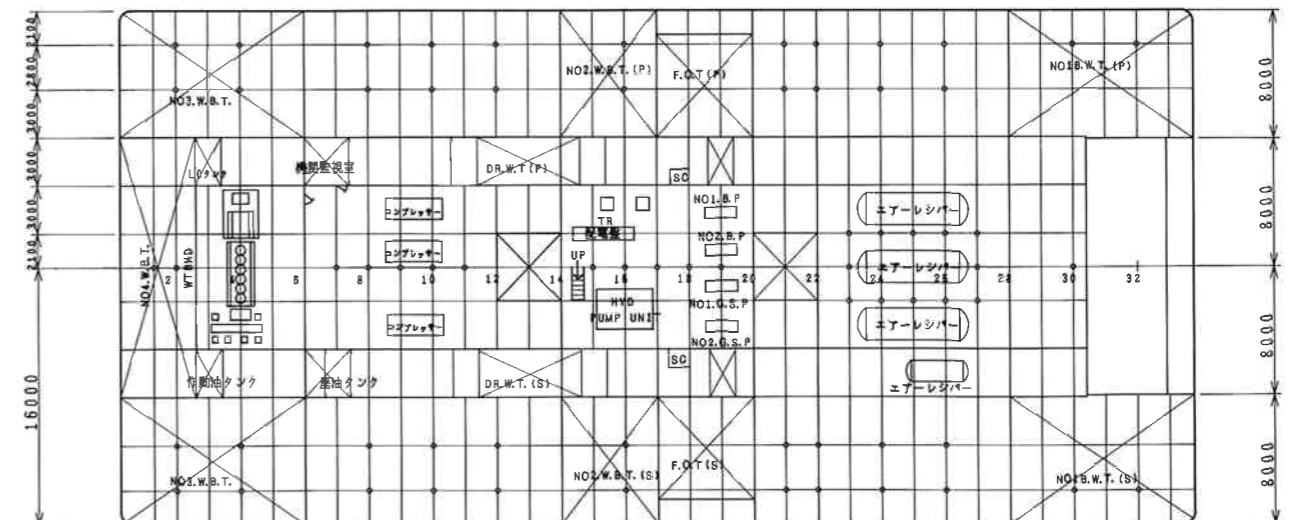 2100
2800
3000
3000
3000
2100
16000
8000
8000
8000
8000
NO3.W.B.T.
NO2.W.B.T.(P)
F.O.T(P)
NO1B.W.T.(P)
LOタンク
機関監視室
DR.W.T(P)
SC
NO1.B.P
コンプレッサー
TR
配電盤
エアーレシバー
NO2.B.P
コンプレッサー
UP
NO4.W.B.T.
WTBHD
2
4
6
8
10
12
14
16
18
20
22
24
26
28
30
32
エアーレシバー
HYD
PUMP UNIT
NO1.G.S.P
コンプレッサー
エアーレシバー
NO2.G.S.P
SC
作動油タンク
DR.W.T.(S)
エアーレシバー
NO3.W.B.T.
NO2.W.B.T.(S)
F.O.T(S)
NO1B.W.T.(S)